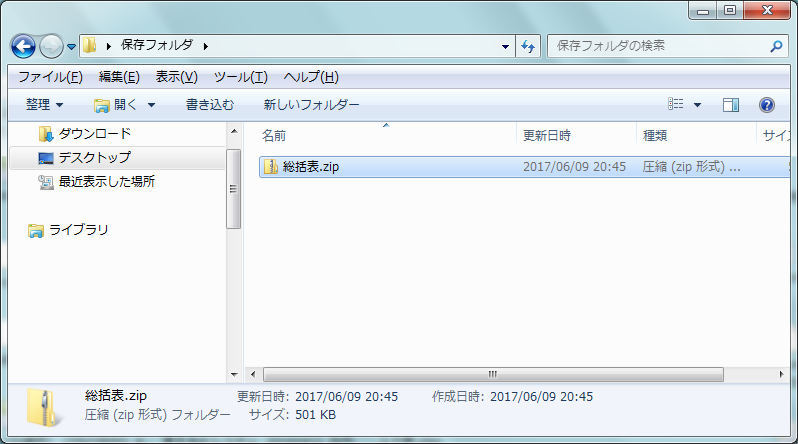 保存フォルダ
保存フォルダの検索
ファイル(F) 編集(E) 表示(V) ツール(T) ヘルプ(H)
整理 開く 書き込む 新しいフォルダー
ダウンロード
デスクトップ
最近表示した場所
ライブラリ
名前 更新日時 種類 サイズ
総括表.zip 2017/06/09 20:45 圧縮 (zip 形式) ...
総括表.zip 更新日時: 2017/06/09 20:45 作成日時: 2017/06/09 20:45
圧縮 (zip 形式) フォルダー サイズ: 501 KB